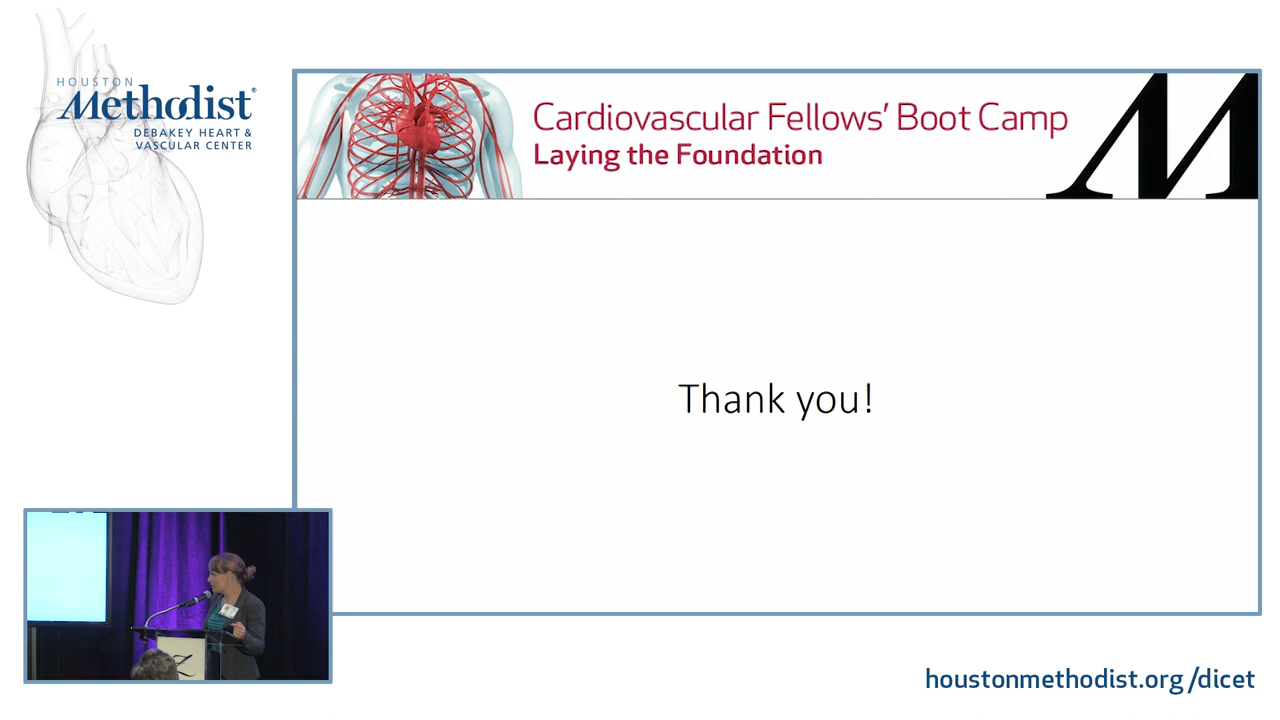 HOUSTON
Methodist®
DEBAKEY HEART &
VASCULAR CENTER
Cardiovascular Fellows' Boot Camp
Laying the Foundation
M
Thank you!
houstonmethodist.org/dicet